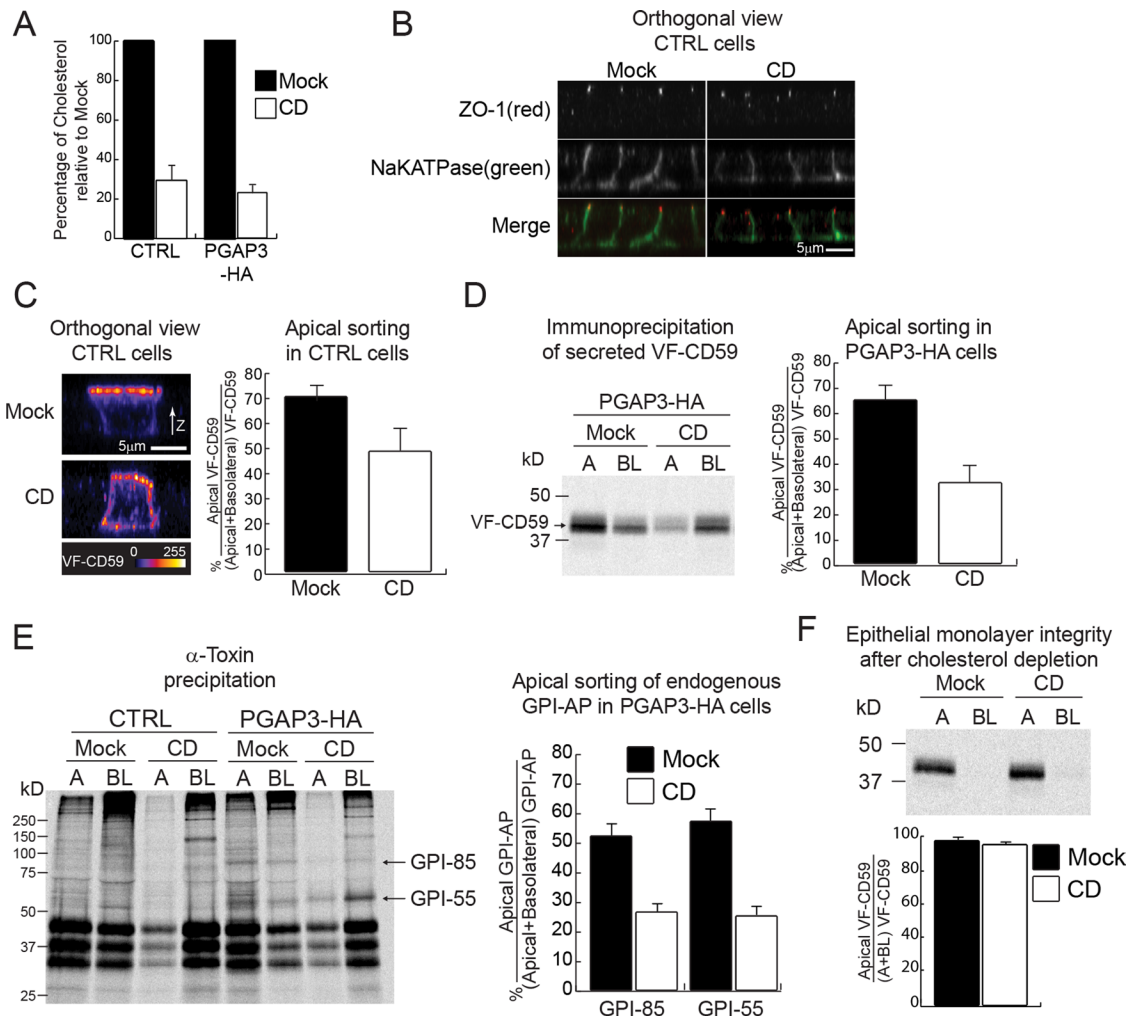 A
100
80
60
40
20
0
Percentage of Cholesterol
relative to Mock
Mock
CD
CTRL
PGAP3
-HA
B
Orthogonal view
CTRL cells
Mock
CD
ZO-1(red)
NaKATPase(green)
Merge
5μm
C
Orthogonal view
CTRL cells
Mock
Z
5μm
CD
VF-CD59
0
255
Apical sorting
in CTRL cells
%
Apical VF-CD59
(Apical+Basolateral) VF-CD59
80
70
60
50
40
30
20
10
0
Mock
CD
D
Immunoprecipitation
of secreted VF-CD59
PGAP3-HA
Mock
CD
kD
A
BL
A
BL
50
VF-CD59
37
Apical sorting in
PGAP3-HA cells
%
Apical VF-CD59
(Apical+Basolateral) VF-CD59
80
70
60
50
40
30
20
10
0
Mock
CD
E
α-Toxin
precipitation
CTRL
PGAP3-HA
Mock
CD
Mock
CD
kD
A
BL
A
BL
A
BL
A
BL
250
150
100
75
50
37
25
GPI-85
GPI-55
Apical sorting of endogenous
GPI-AP in PGAP3-HA cells
%
Apical GPI-AP
(Apical+Basolateral) GPI-AP
80
70
60
50
40
30
20
10
0
Mock
CD
GPI-85
GPI-55
F
Epithelial monolayer integrity
after cholesterol depletion
Mock
CD
kD
A
BL
A
BL
50
37
Apical VF-CD59
(A+BL) VF-CD59
100
80
60
40
20
0
Mock
CD